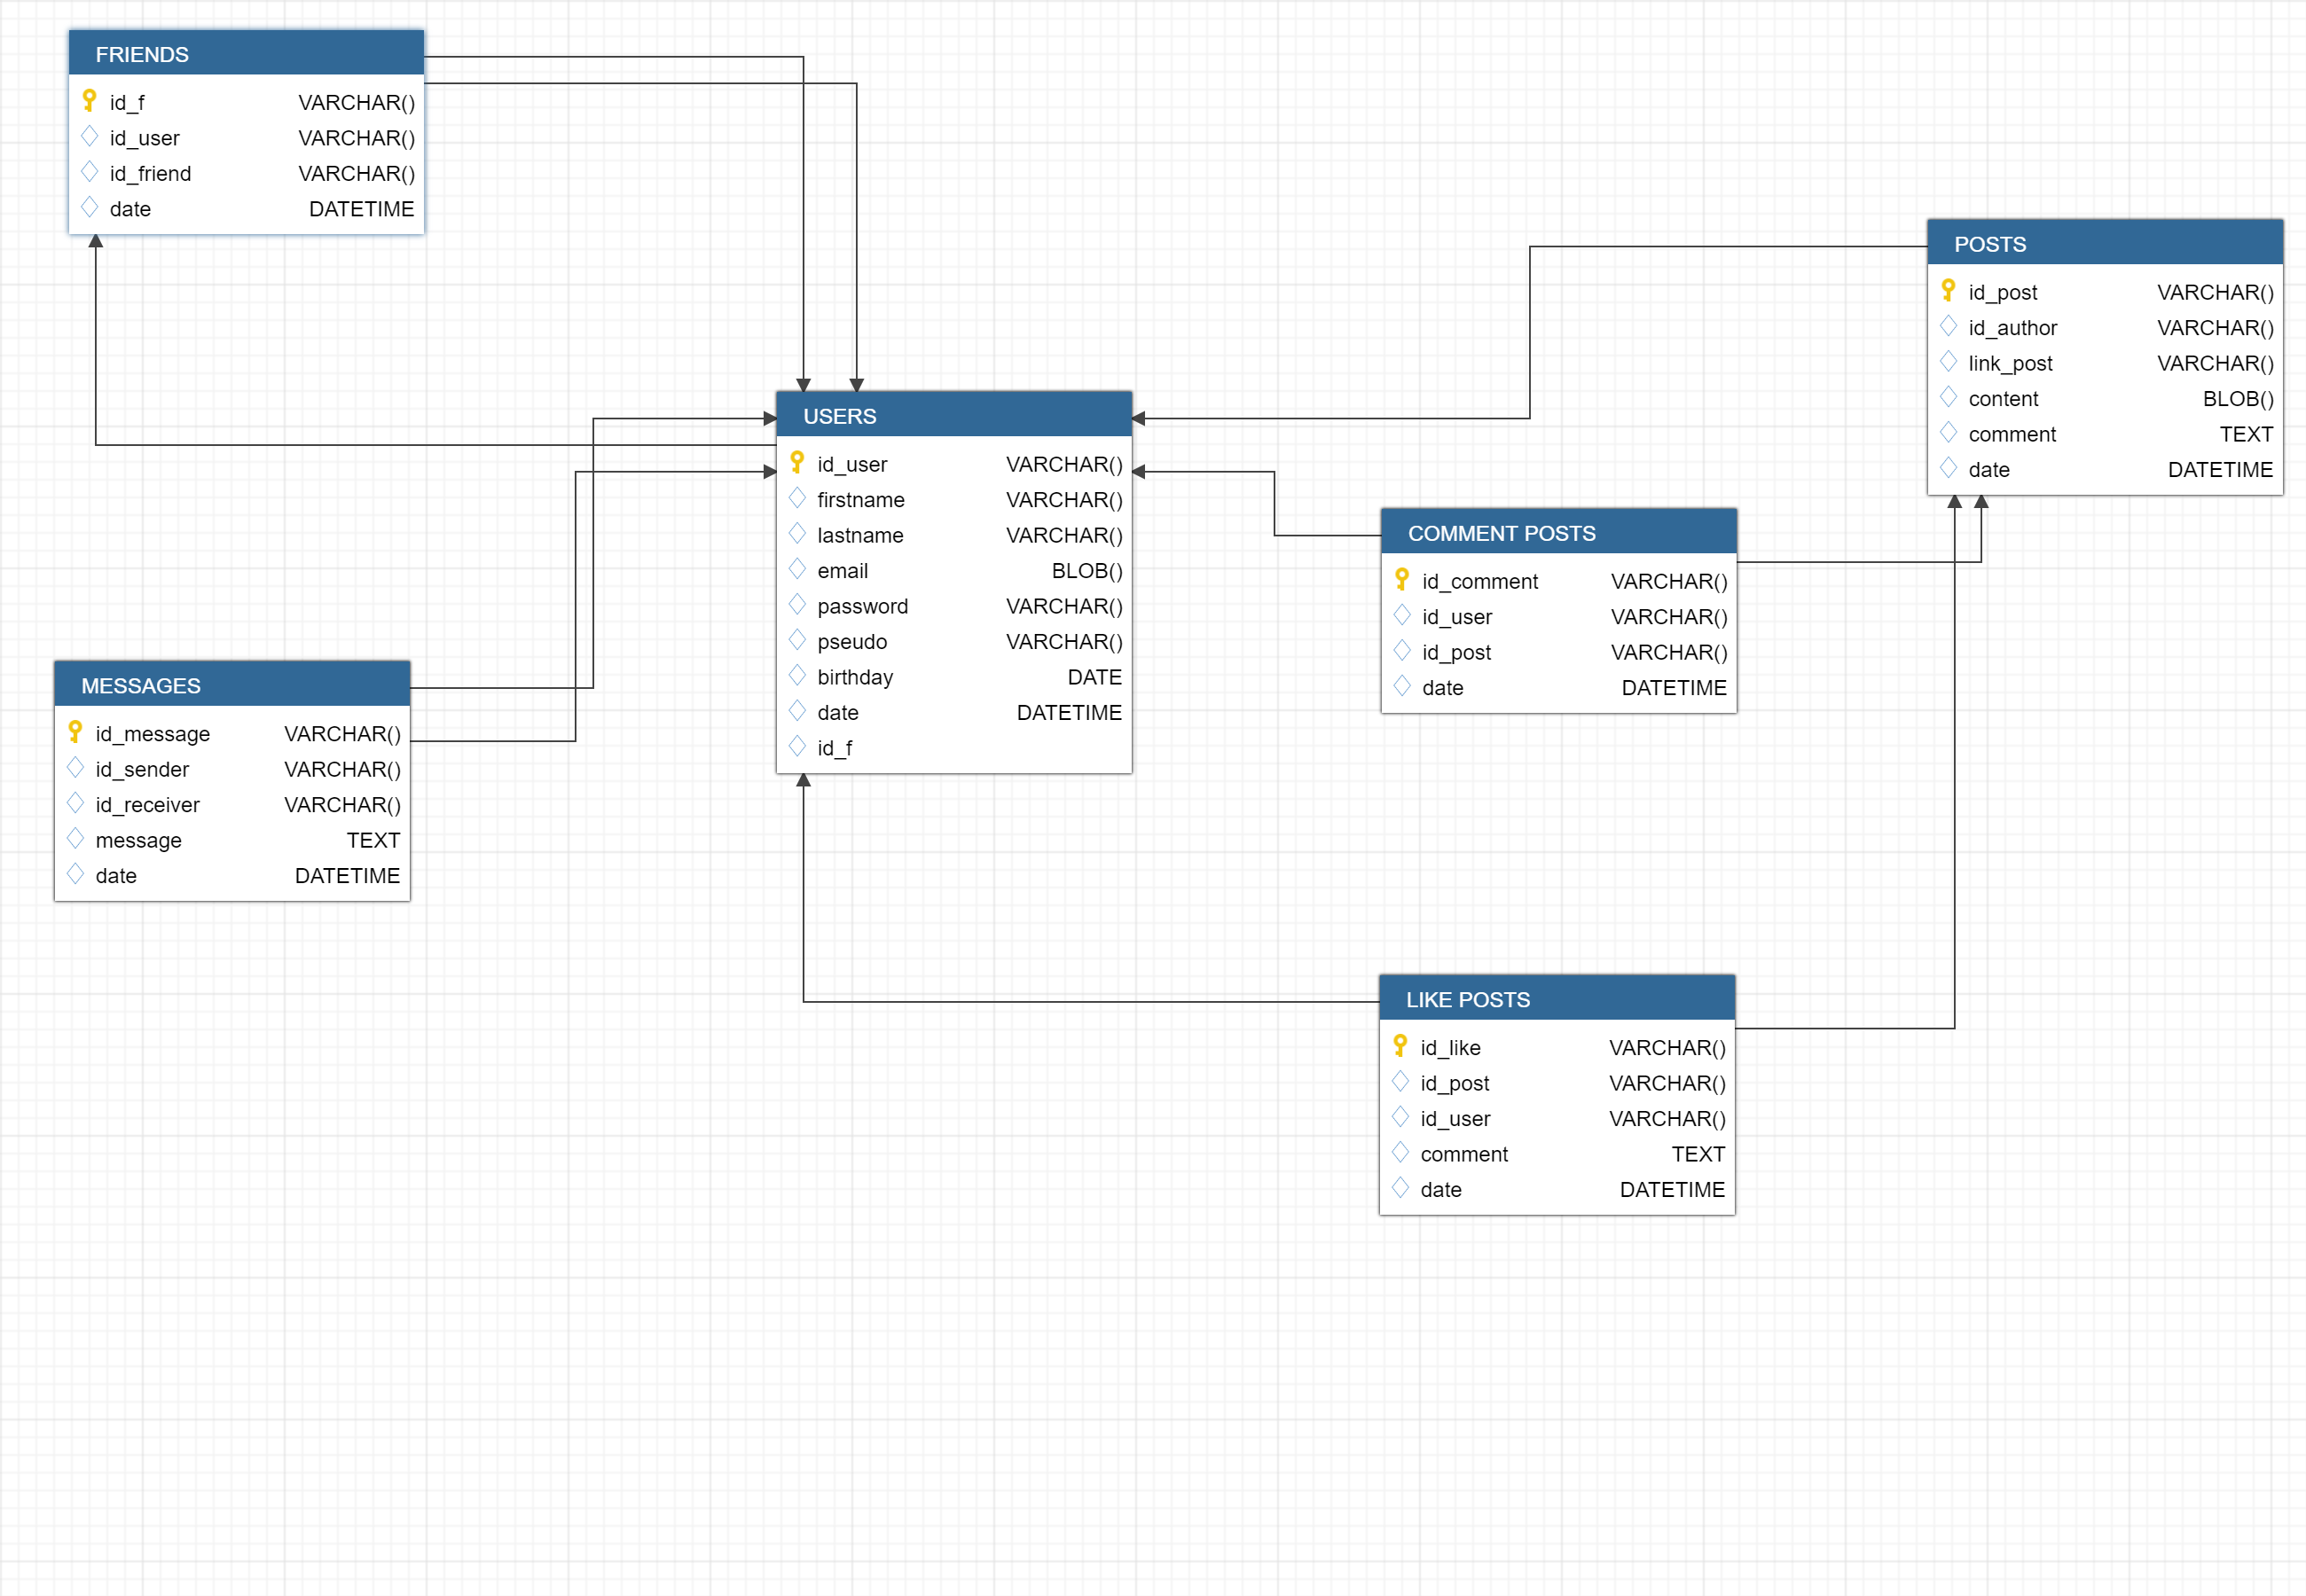 FRIENDS
id_f VARCHAR()
id_user VARCHAR()
id_friend VARCHAR()
date DATETIME
POSTS
id_post VARCHAR()
id_author VARCHAR()
link_post VARCHAR()
content BLOB()
comment TEXT
date DATETIME
USERS
id_user VARCHAR()
firstname VARCHAR()
lastname VARCHAR()
email BLOB()
password VARCHAR()
pseudo VARCHAR()
birthday DATE
date DATETIME
id_f
COMMENT POSTS
id_comment VARCHAR()
id_user VARCHAR()
id_post VARCHAR()
date DATETIME
MESSAGES
id_message VARCHAR()
id_sender VARCHAR()
id_receiver VARCHAR()
message TEXT
date DATETIME
LIKE POSTS
id_like VARCHAR()
id_post VARCHAR()
id_user VARCHAR()
comment TEXT
date DATETIME